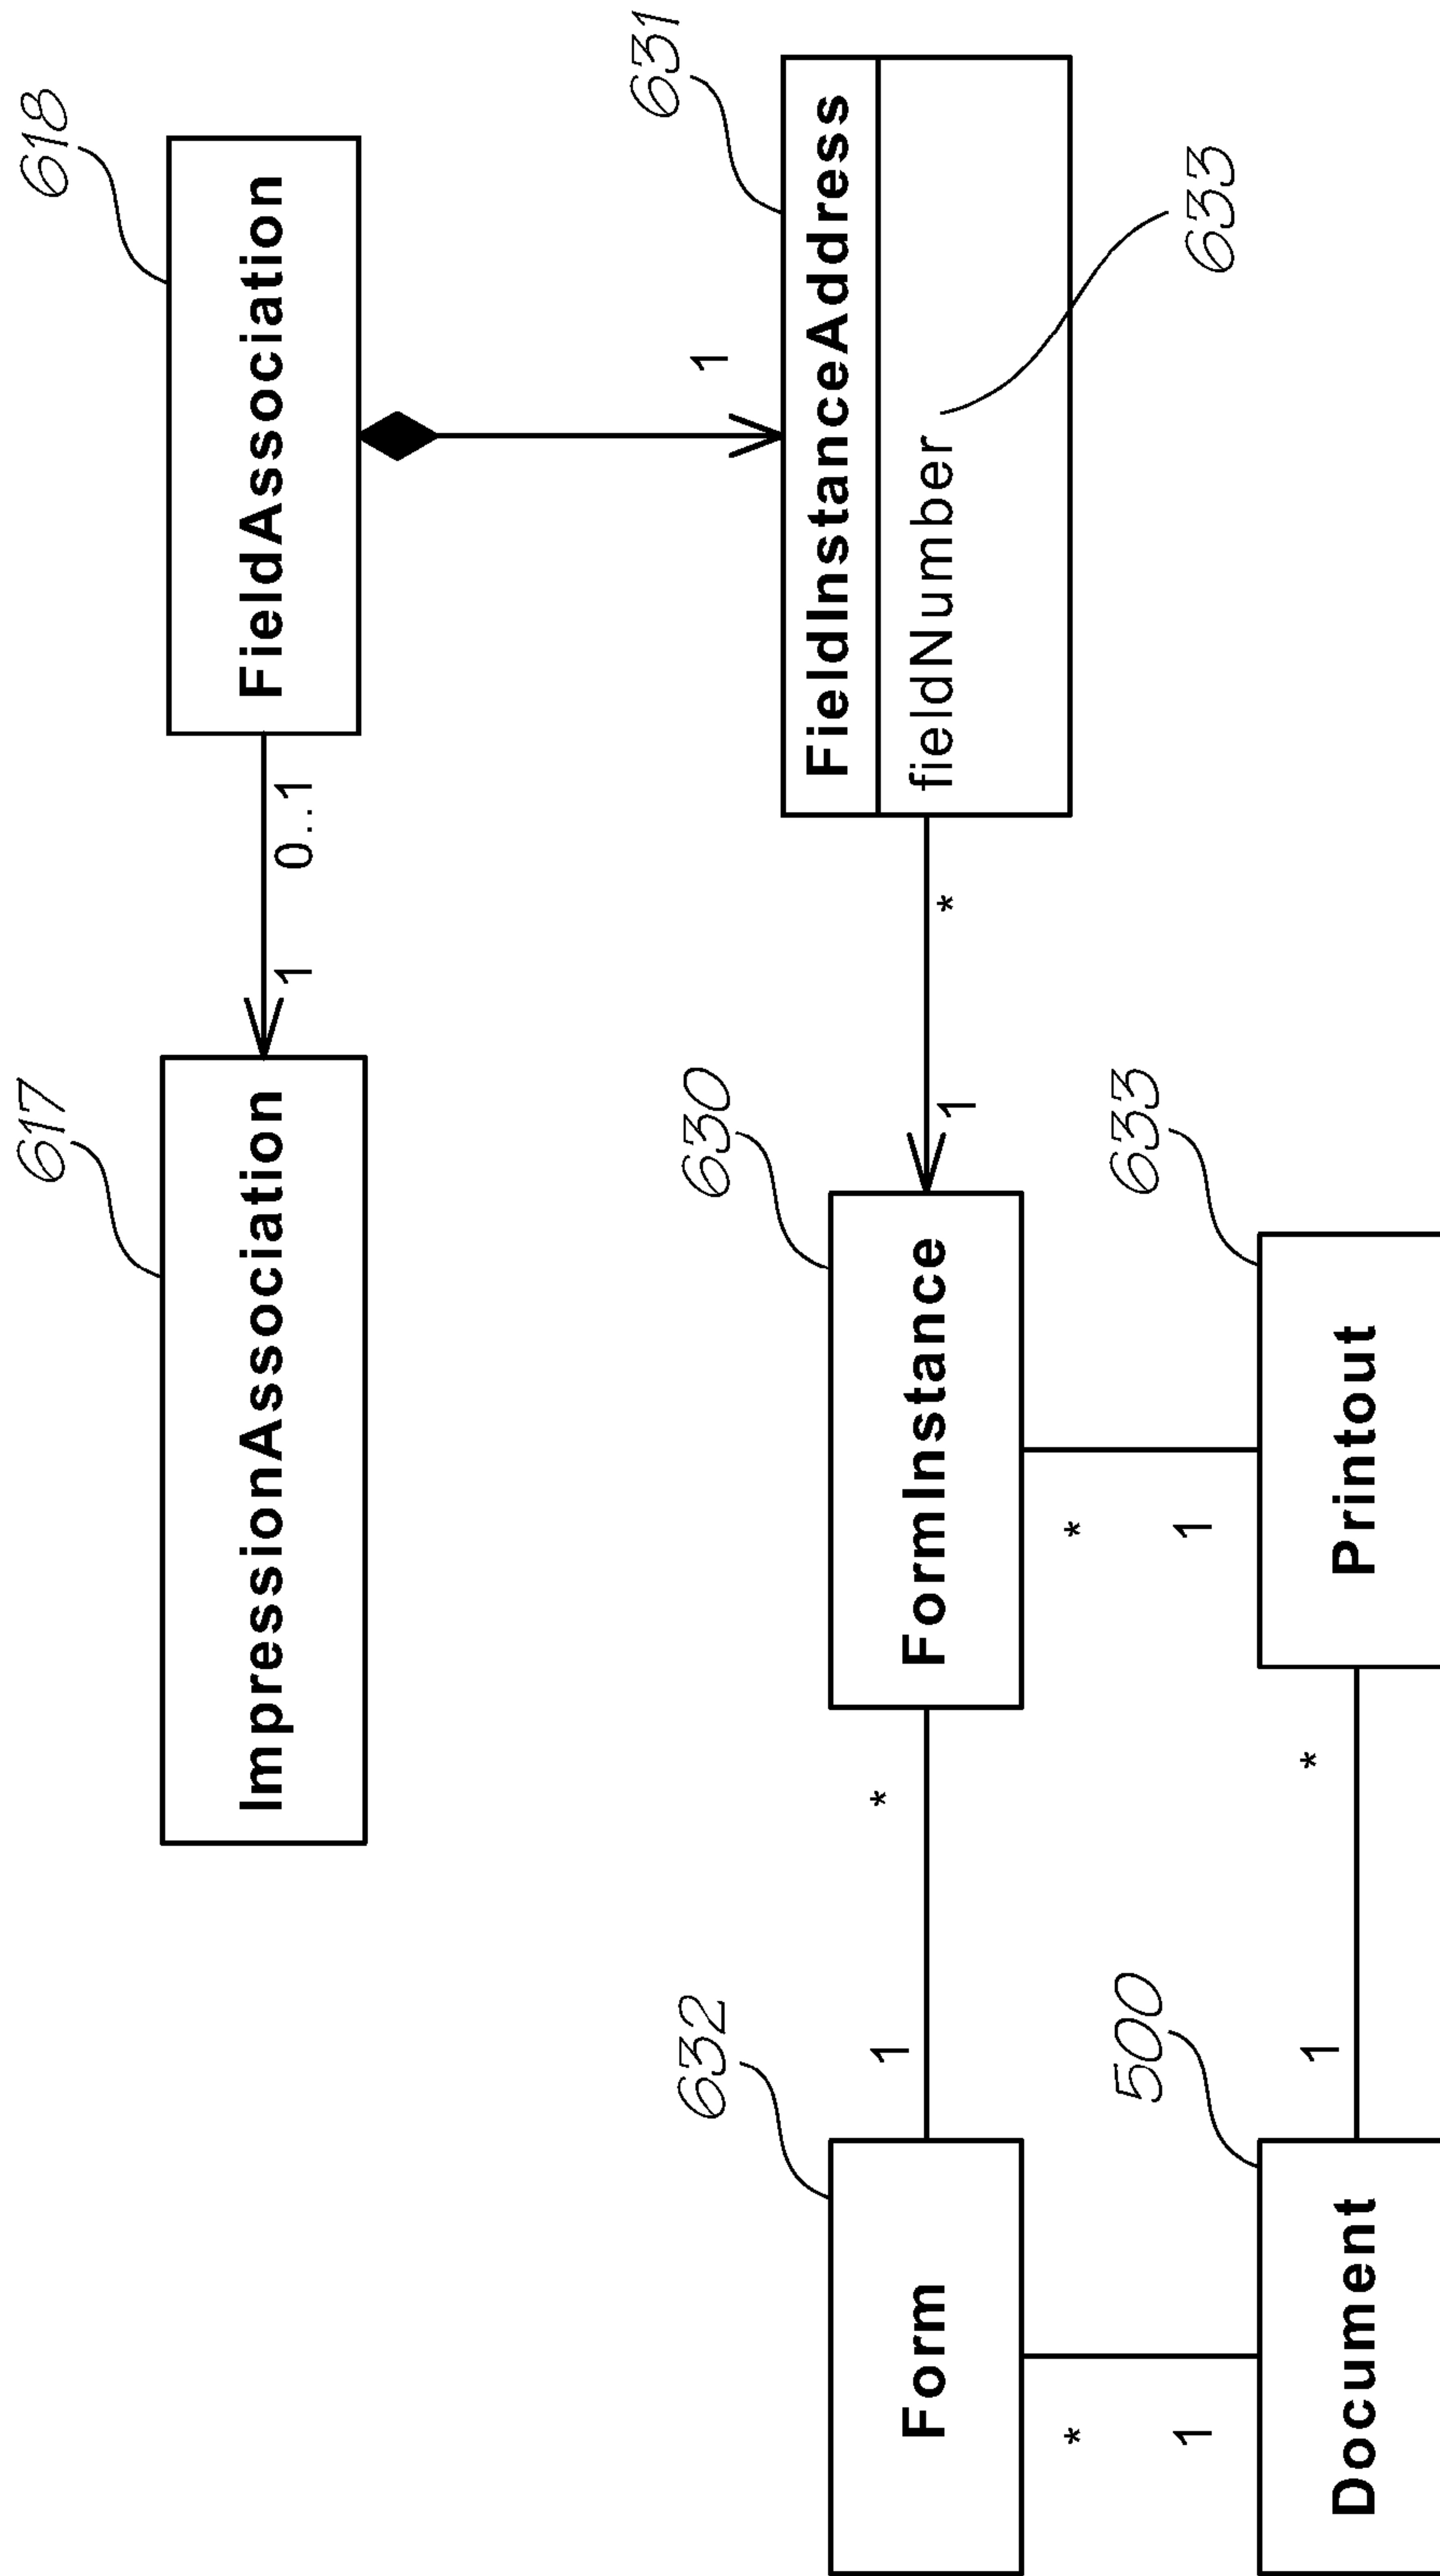 617
618
ImpressionAssociation
1
0..1
FieldAssociation
1
632
630
631
Form
1
*
FormInstance
1
*
FieldInstanceAddress
fieldNumber
*
1
*
1
500
633
633
Document
1
*
Printout